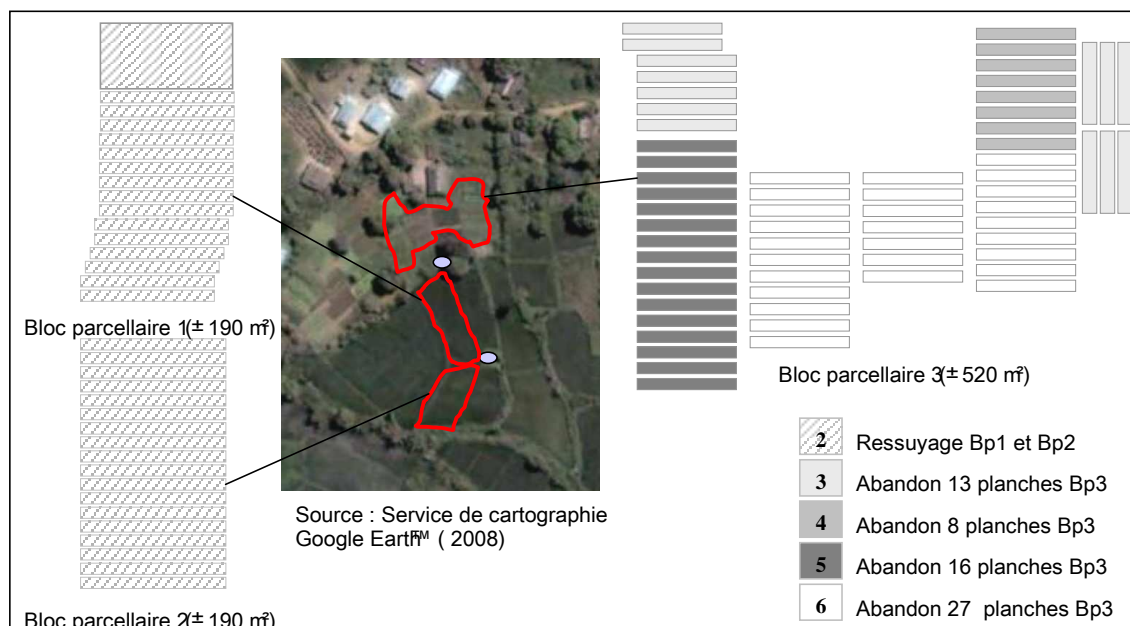 Bloc parcellaire 1(± 190 m²)
Bloc parcellaire 3(± 520 m²)
Source : Service de cartographie
Google Earth™ ( 2008)
Bloc parcellaire 2(± 190 m²)
2 Ressuyage Bp1 et Bp2
3 Abandon 13 planches Bp3
4 Abandon 8 planches Bp3
5 Abandon 16 planches Bp3
6 Abandon 27 planches Bp3